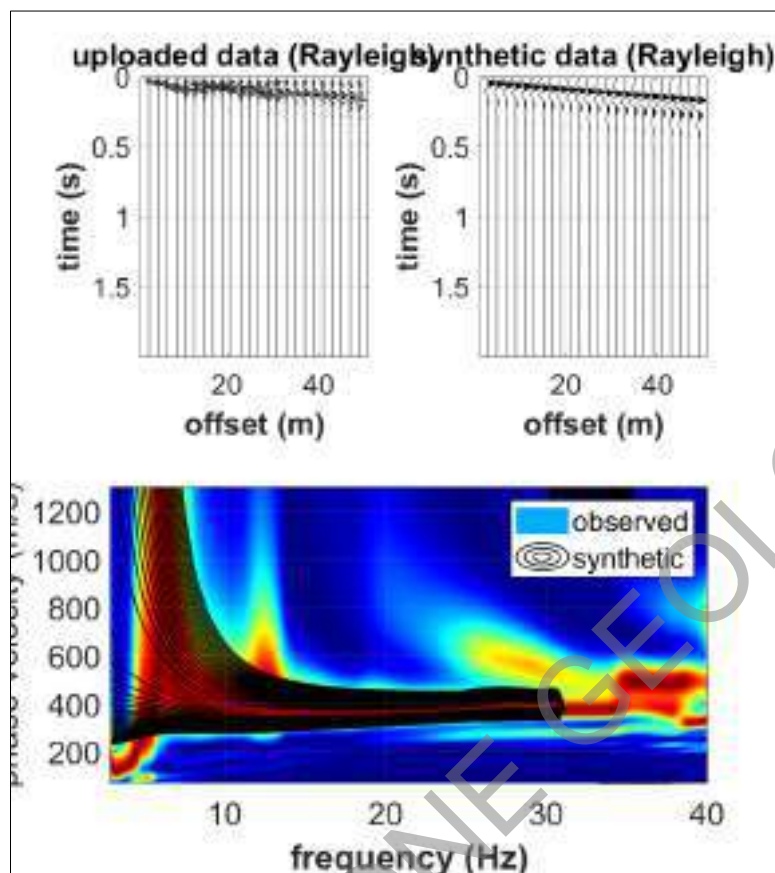 uploaded data (Rayleigh)
synthetic data (Rayleigh)
0
0.5
1
1.5
time (s)
20 40
offset (m)
0
0.5
1
1.5
time (s)
20 40
offset (m)
1200
1000
800
600
400
200
phase velocity (m/s)
observed
synthetic
10 20 30 40
frequency (Hz)